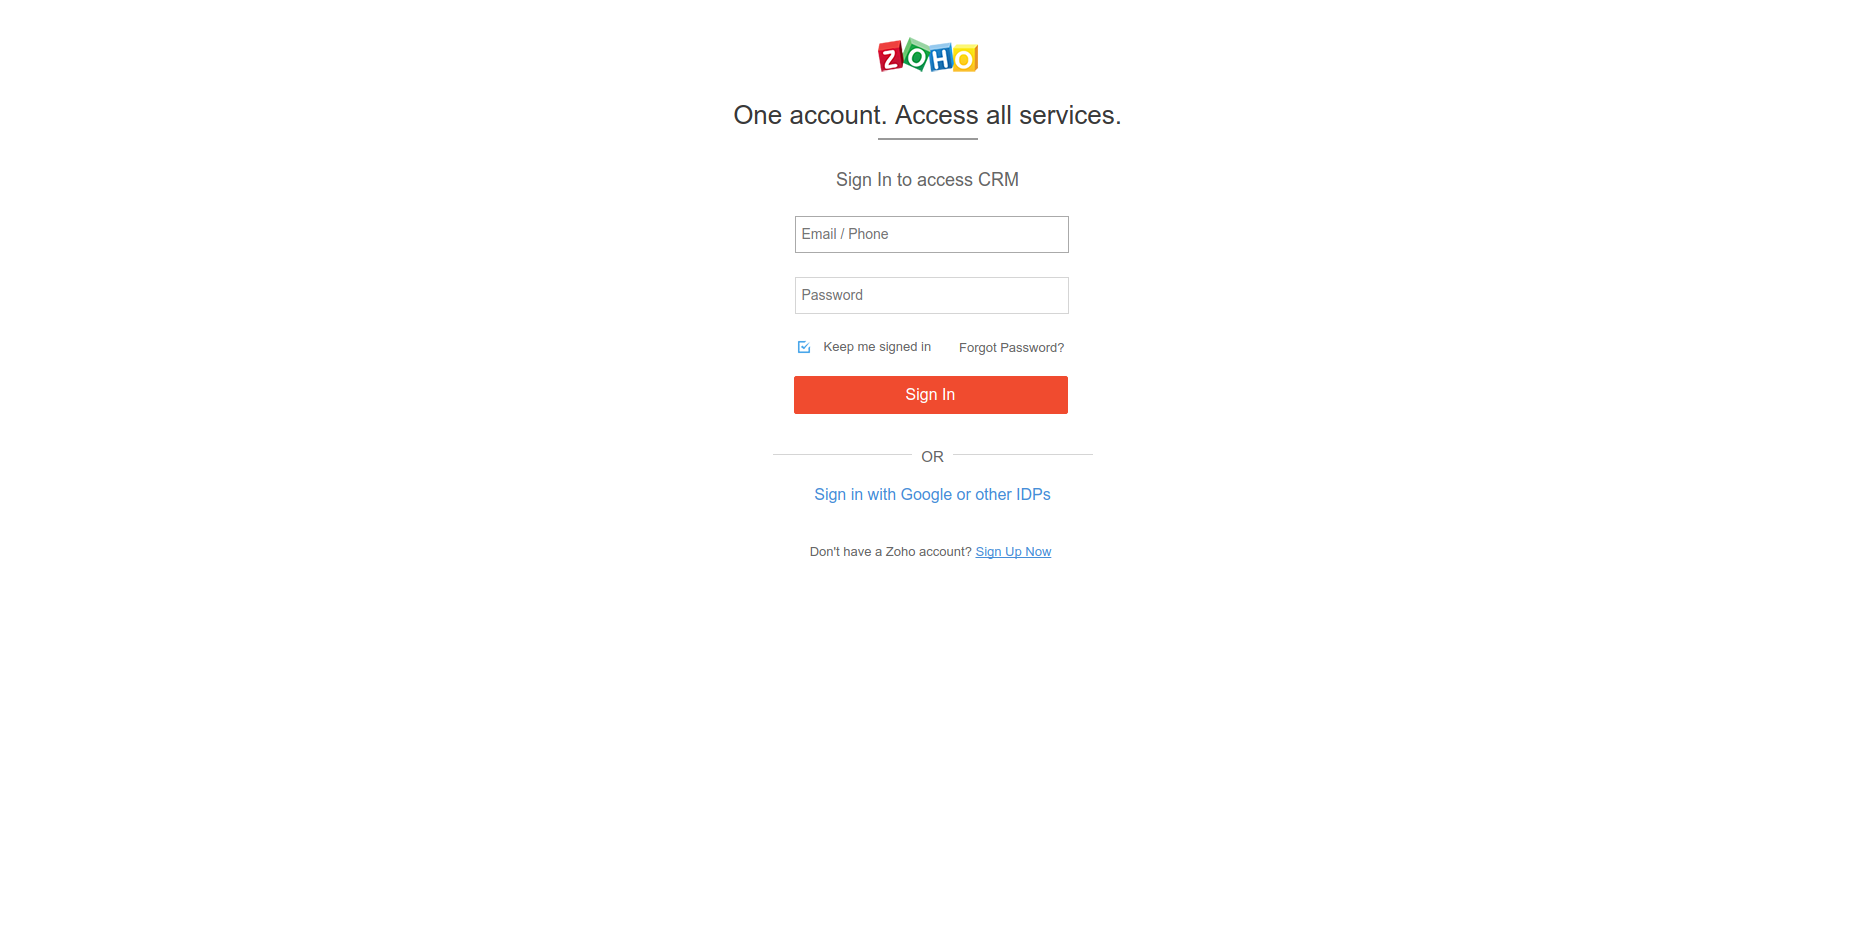 ZOHO
One account. Access all services.
Sign In to access CRM
Email / Phone
Password
Keep me signed in Forgot Password?
Sign In
OR
Sign in with Google or other IDPs
Don't have a Zoho account? Sign Up Now